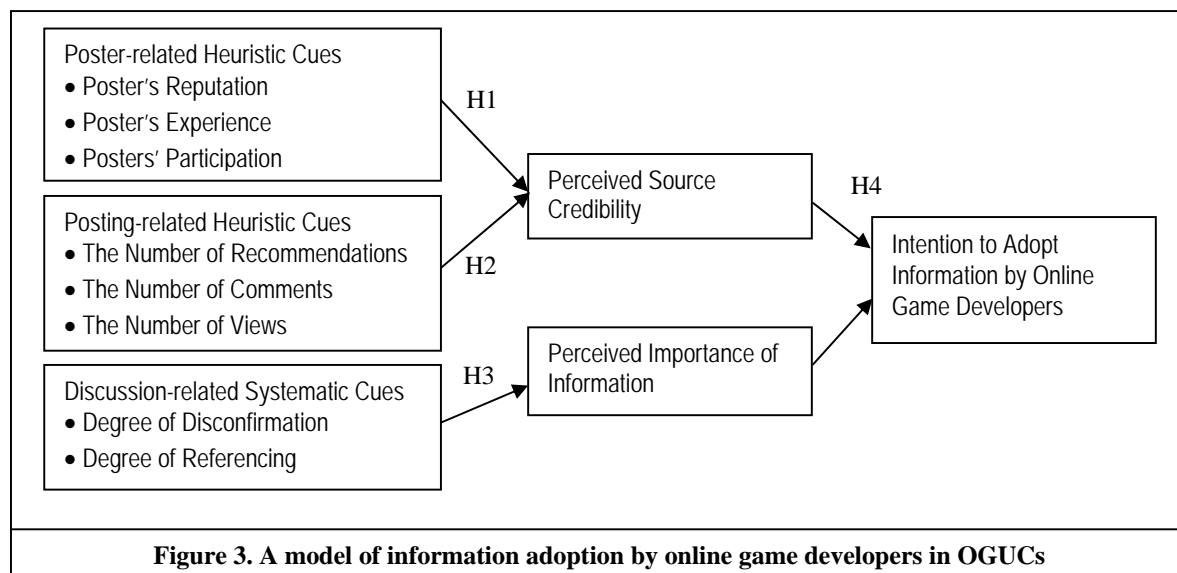 Poster-related Heuristic Cues
• Poster's Reputation
• Poster's Experience
• Posters' Participation
H1
Posting-related Heuristic Cues
• The Number of Recommendations
• The Number of Comments
• The Number of Views
H2
Discussion-related Systematic Cues
• Degree of Disconfirmation
• Degree of Referencing
H3
Perceived Source
Credibility
Perceived Importance of
Information
H4
Intention to Adopt
Information by Online
Game Developers
Figure 3. A model of information adoption by online game developers in OGUCs